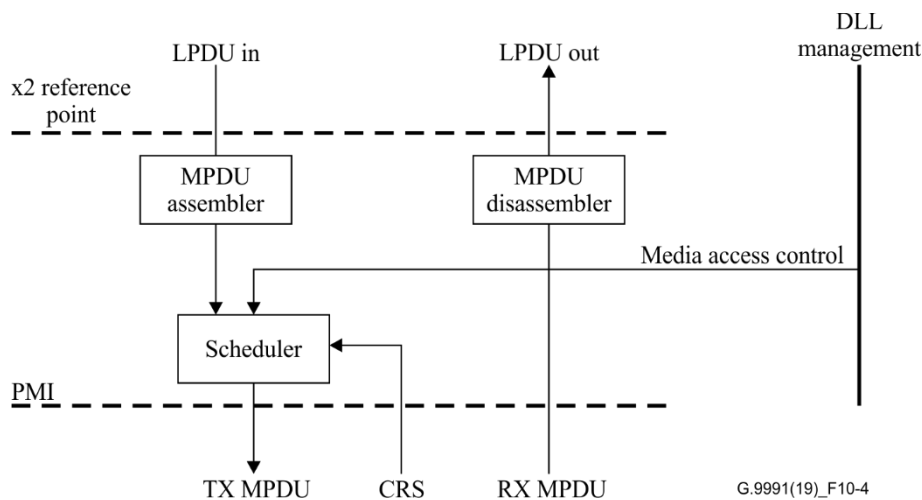 DLL
management
LPDU in
LPDU out
x2 reference
point
MPDU
assembler
MPDU
disassembler
Media access control
Scheduler
PMI
TX MPDU
CRS
RX MPDU
G.9991(19)_F10-4